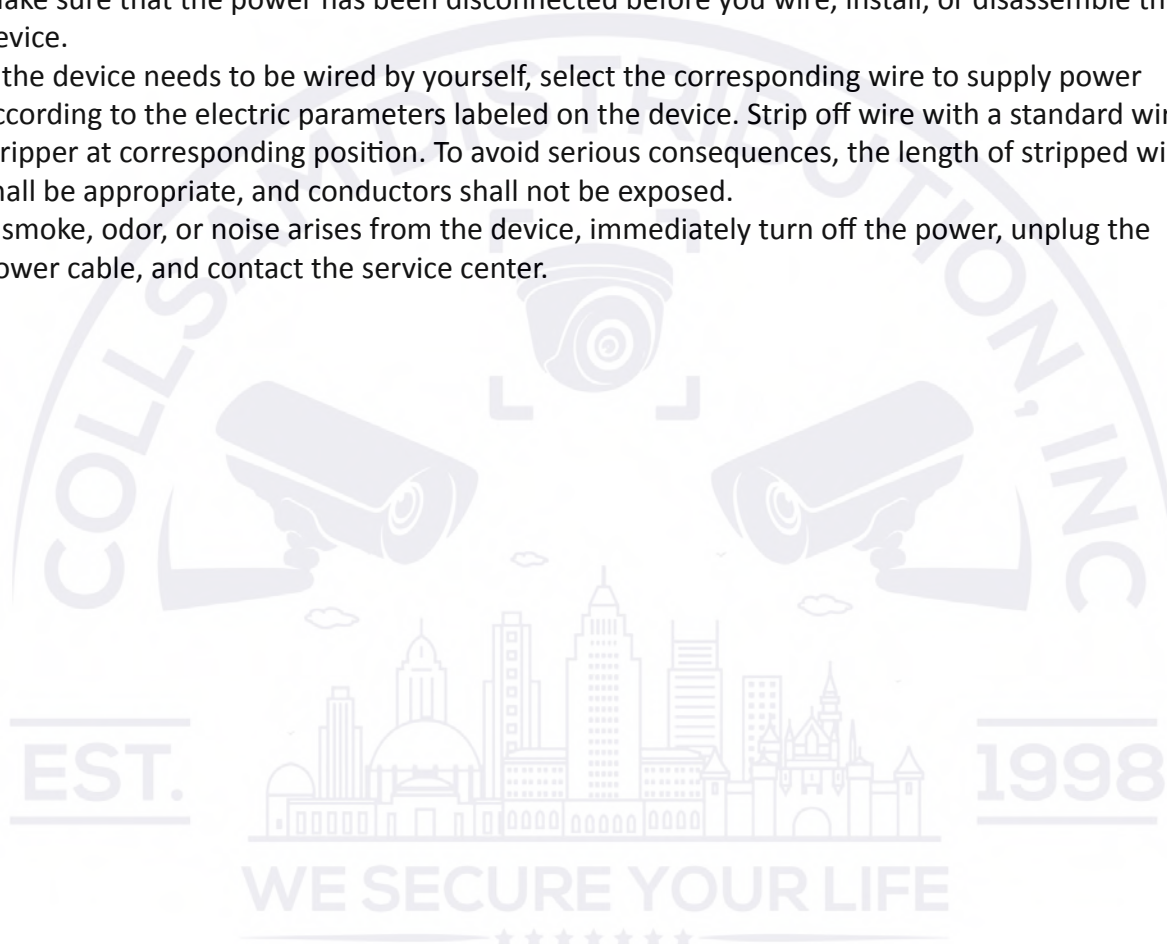 ake sure that the power has been disconnected before you wire, install, or disassemble th
evice.
the device needs to be wired by yourself, select the corresponding wire to supply power
ccording to the electric parameters labeled on the device. Strip off wire with a standard wir
ripper at corresponding position. To avoid serious consequences, the length of stripped wi
hall be appropriate, and conductors shall not be exposed.
smoke, odor, or noise arises from the device, immediately turn off the power, unplug the
ower cable, and contact the service center.
COLLSAM DISTRIBUTION, INC
EST. 1998
WE SECURE YOUR LIFE